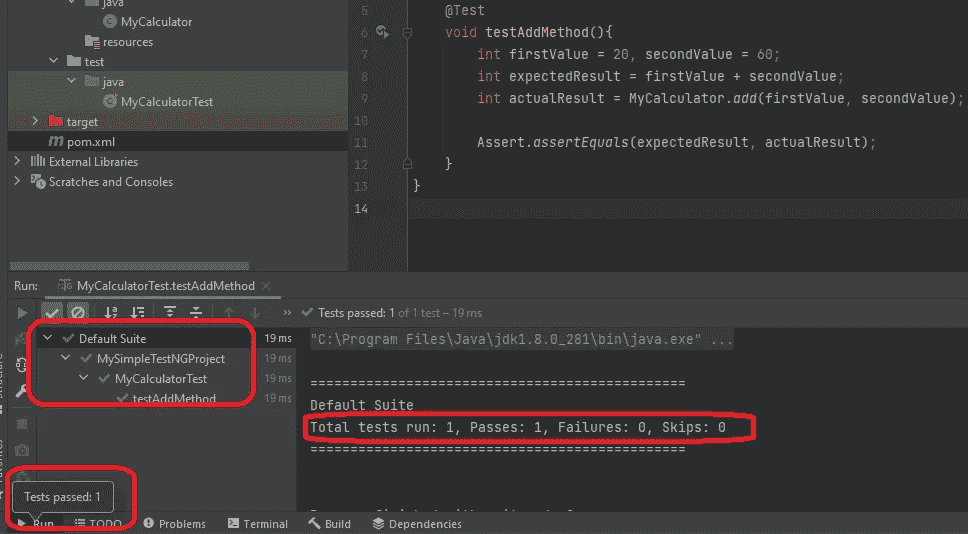 java
MyCalculator
resources
test
java
MyCalculatorTest
target
pom.xml
External Libraries
Scratches and Consoles
5 @Test
6 void testAddMethod(){
7 int firstValue = 20, secondValue = 60;
8 int expectedResult = firstValue + secondValue;
9 int actualResult = MyCalculator.add(firstValue, secondValue);
10
11 Assert.assertEquals(expectedResult, actualResult);
12 }
13 }
14
Run: MyCalculatorTest.testAddMethod
Tests passed: 1 of 1 test – 19 ms
Default Suite 19 ms
MySimpleTestNGProject 19 ms
MyCalculatorTest 19 ms
testAddMethod 19 ms
"C:\Program Files\Java\jdk1.8.0_281\bin\java.exe" ...
===============================================
Default Suite
Total tests run: 1, Passes: 1, Failures: 0, Skips: 0
===============================================
Tests passed: 1
Run TODO Problems Terminal Build Dependencies